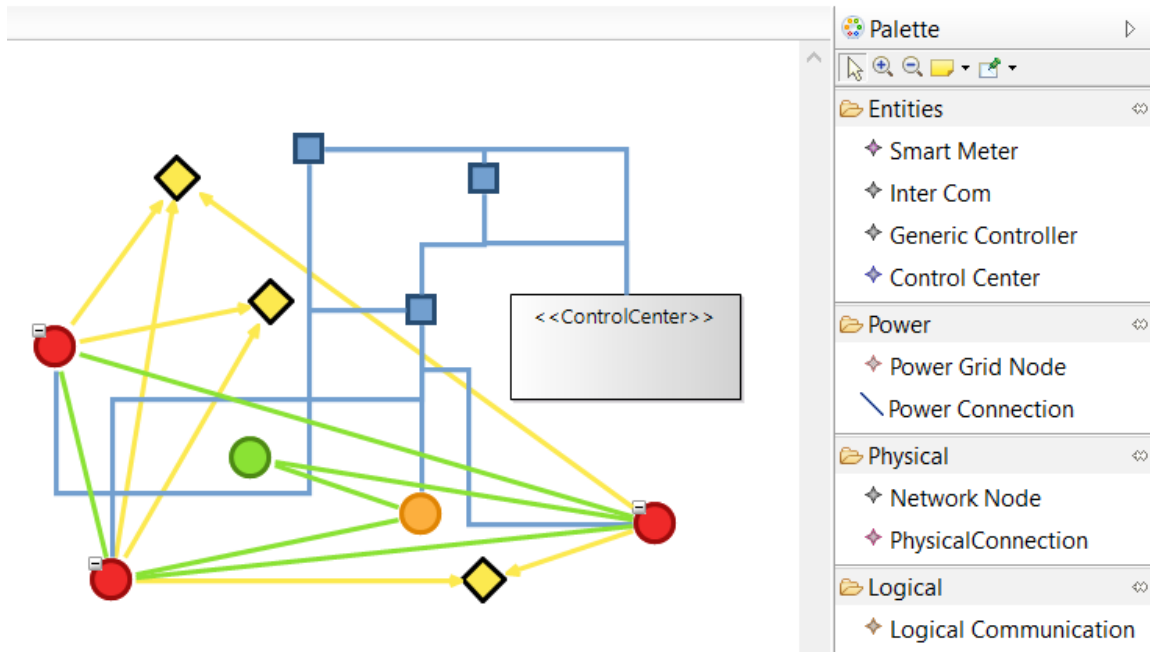 <<ControlCenter>>
Palette
Entities
Smart Meter
Inter Com
Generic Controller
Control Center
Power
Power Grid Node
Power Connection
Physical
Network Node
PhysicalConnection
Logical
Logical Communication